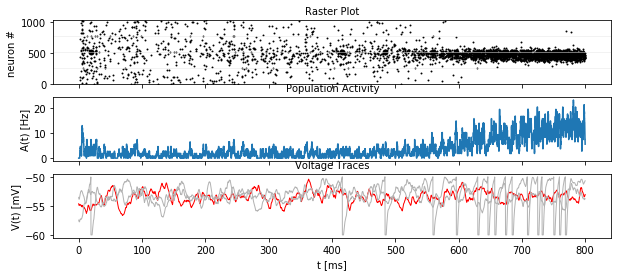 Raster Plot
neuron #
1000
500
0
Population Activity
A(t) [Hz]
20
10
0
Voltage Traces
V(t) [mV]
−50
−55
−60
0 100 200 300 400 500 600 700 800
t [ms]